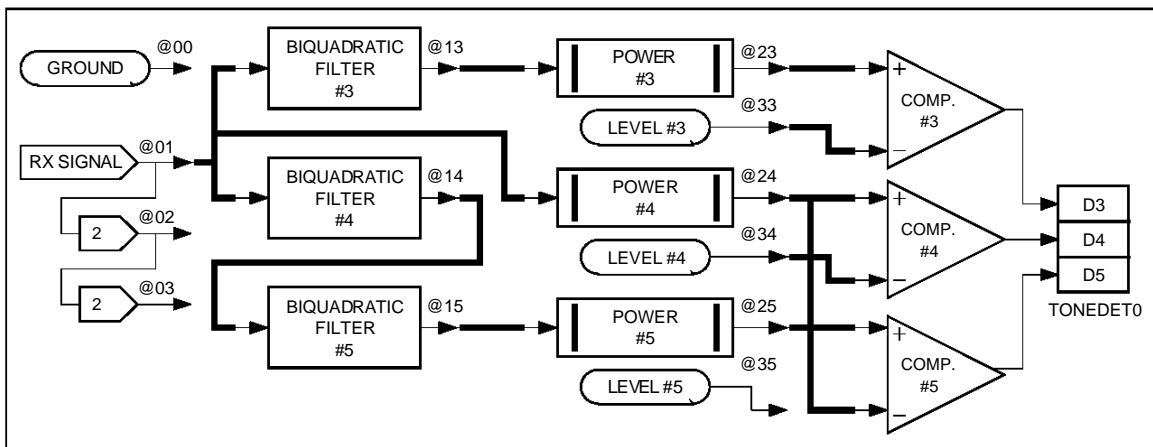 GROUND
@00
BIQUADRATIC
FILTER
#3
@13
POWER
#3
@23
LEVEL #3
@33
+
−
COMP.
#3
RX SIGNAL
@01
2
@02
2
@03
BIQUADRATIC
FILTER
#4
@14
POWER
#4
@24
LEVEL #4
@34
+
−
COMP.
#4
BIQUADRATIC
FILTER
#5
@15
POWER
#5
@25
LEVEL #5
@35
+
−
COMP.
#5
D3
D4
D5
TONEDET0